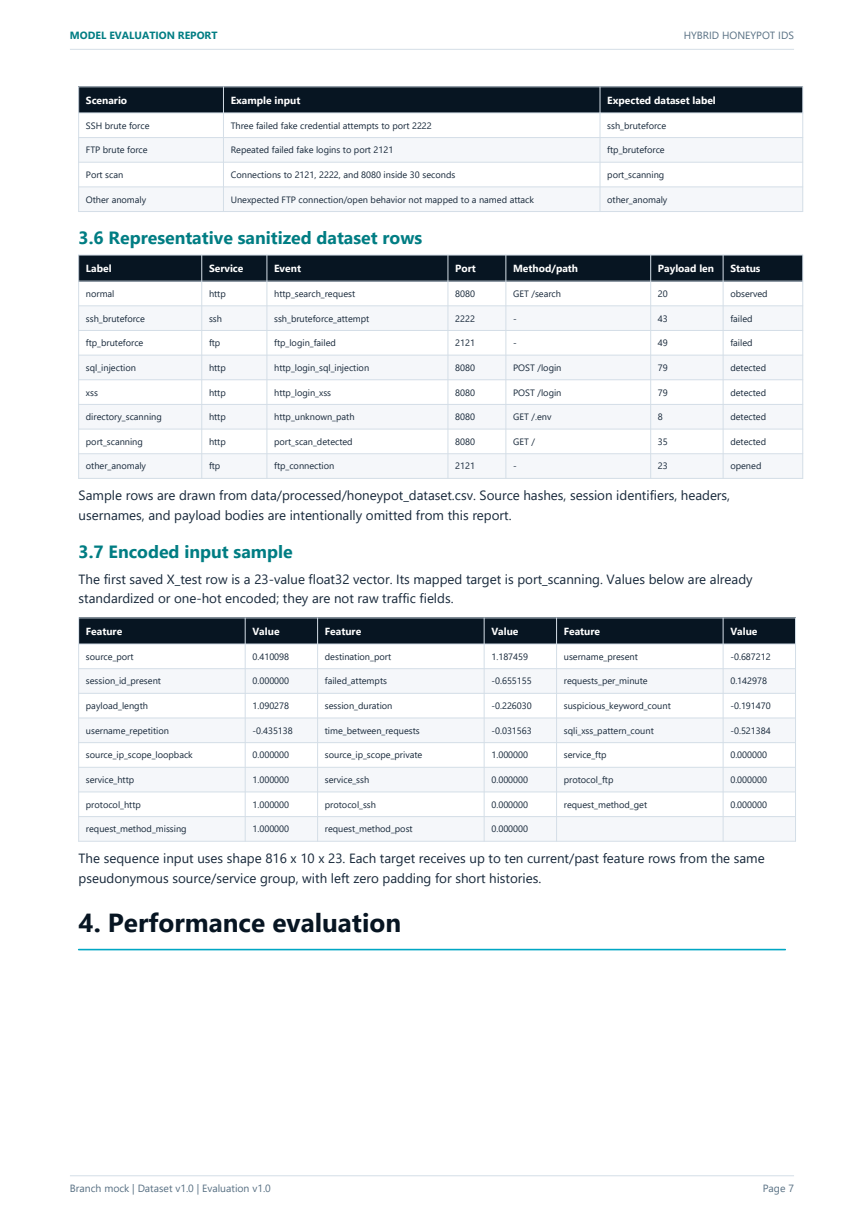 MODEL EVALUATION REPORT HYBRID HONEYPOT IDS
Scenario Example input Expected dataset label
SSH brute force Three failed fake credential attempts to port 2222 ssh_bruteforce
FTP brute force Repeated failed fake logins to port 2121 ftp_bruteforce
Port scan Connections to 2121, 2222, and 8080 inside 30 seconds port_scanning
Other anomaly Unexpected FTP connection/open behavior not mapped to a named attack other_anomaly
3.6 Representative sanitized dataset rows
Label Service Event Port Method/path Payload len Status
normal http http_search_request 8080 GET /search 20 observed
ssh_bruteforce ssh ssh_bruteforce_attempt 2222 - 43 failed
ftp_bruteforce ftp ftp_login_failed 2121 - 49 failed
sql_injection http http_login_sql_injection 8080 POST /login 79 detected
xss http http_login_xss 8080 POST /login 79 detected
directory_scanning http http_unknown_path 8080 GET /.env 8 detected
port_scanning http port_scan_detected 8080 GET / 35 detected
other_anomaly ftp ftp_connection 2121 - 23 opened
Sample rows are drawn from data/processed/honeypot_dataset.csv. Source hashes, session identifiers, headers,
usernames, and payload bodies are intentionally omitted from this report.
3.7 Encoded input sample
The first saved X_test row is a 23-value float32 vector. Its mapped target is port_scanning. Values below are already
standardized or one-hot encoded; they are not raw traffic fields.
Feature Value Feature Value Feature Value
source_port 0.410098 destination_port 1.187459 username_present -0.687212
session_id_present 0.000000 failed_attempts -0.655155 requests_per_minute 0.142978
payload_length 1.090278 session_duration -0.226030 suspicious_keyword_count -0.191470
username_repetition -0.435138 time_between_requests -0.031563 sqli_xss_pattern_count -0.521384
source_ip_scope_loopback 0.000000 source_ip_scope_private 1.000000 service_ftp 0.000000
service_http 1.000000 service_ssh 0.000000 protocol_ftp 0.000000
protocol_http 1.000000 protocol_ssh 0.000000 request_method_get 0.000000
request_method_missing 1.000000 request_method_post 0.000000
The sequence input uses shape 816 x 10 x 23. Each target receives up to ten current/past feature rows from the same
pseudonymous source/service group, with left zero padding for short histories.
4. Performance evaluation
Branch mock | Dataset v1.0 | Evaluation v1.0 Page 7